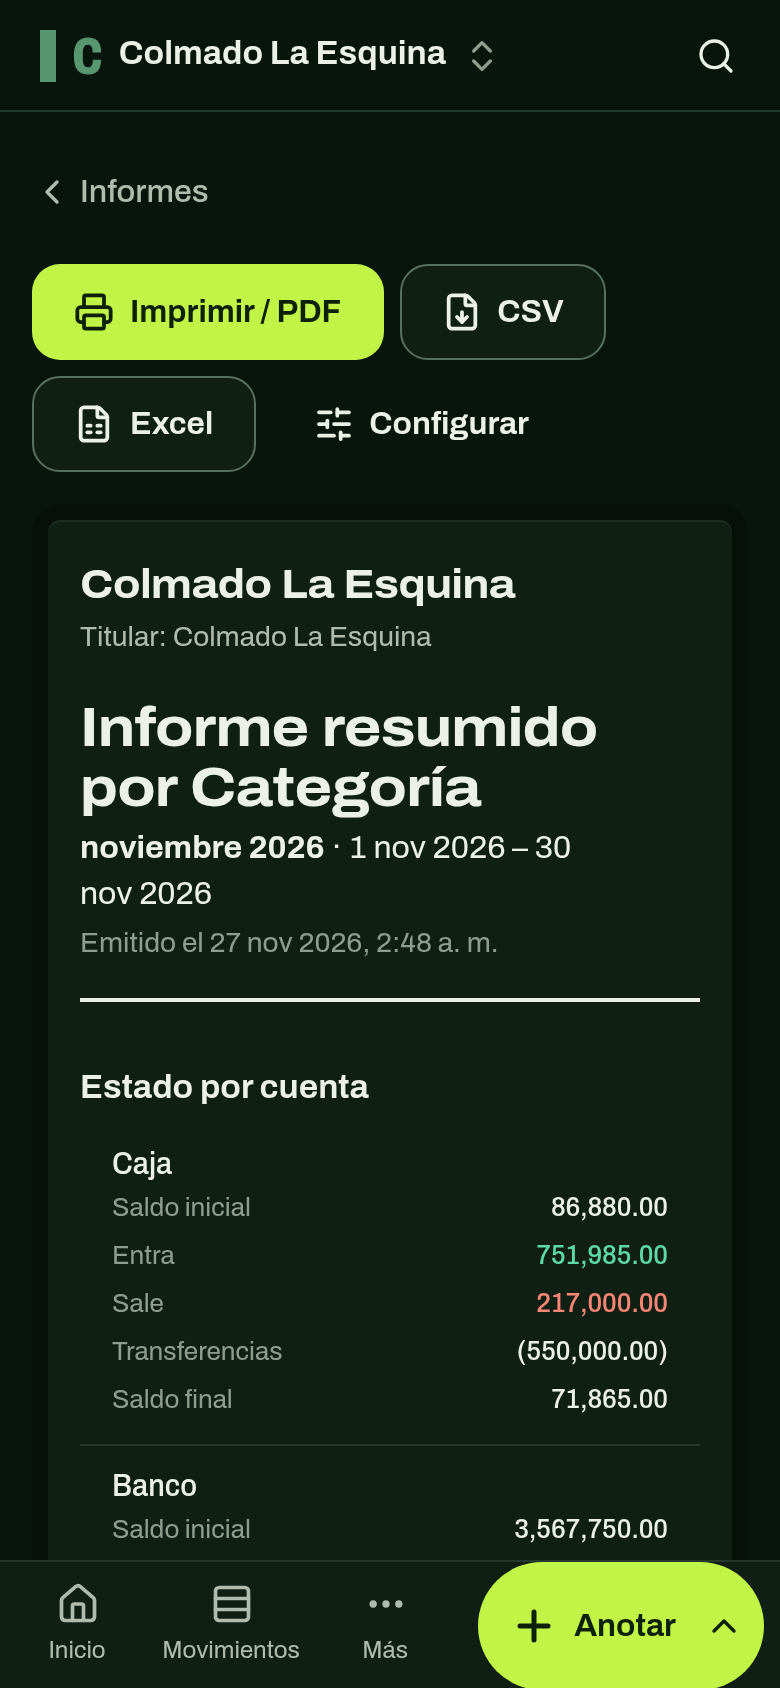 C Colmado La Esquina
Informes
Imprimir / PDF
CSV
Excel
Configurar
Colmado La Esquina
Titular: Colmado La Esquina
Informe resumido
por Categoría
noviembre 2026 · 1 nov 2026 – 30
nov 2026
Emitido el 27 nov 2026, 2:48 a. m.
Estado por cuenta
Caja
Saldo inicial 86,880.00
Entra 751,985.00
Sale 217,000.00
Transferencias (550,000.00)
Saldo final 71,865.00
Banco
Saldo inicial 3,567,750.00
Inicio
Movimientos
Más
Anotar